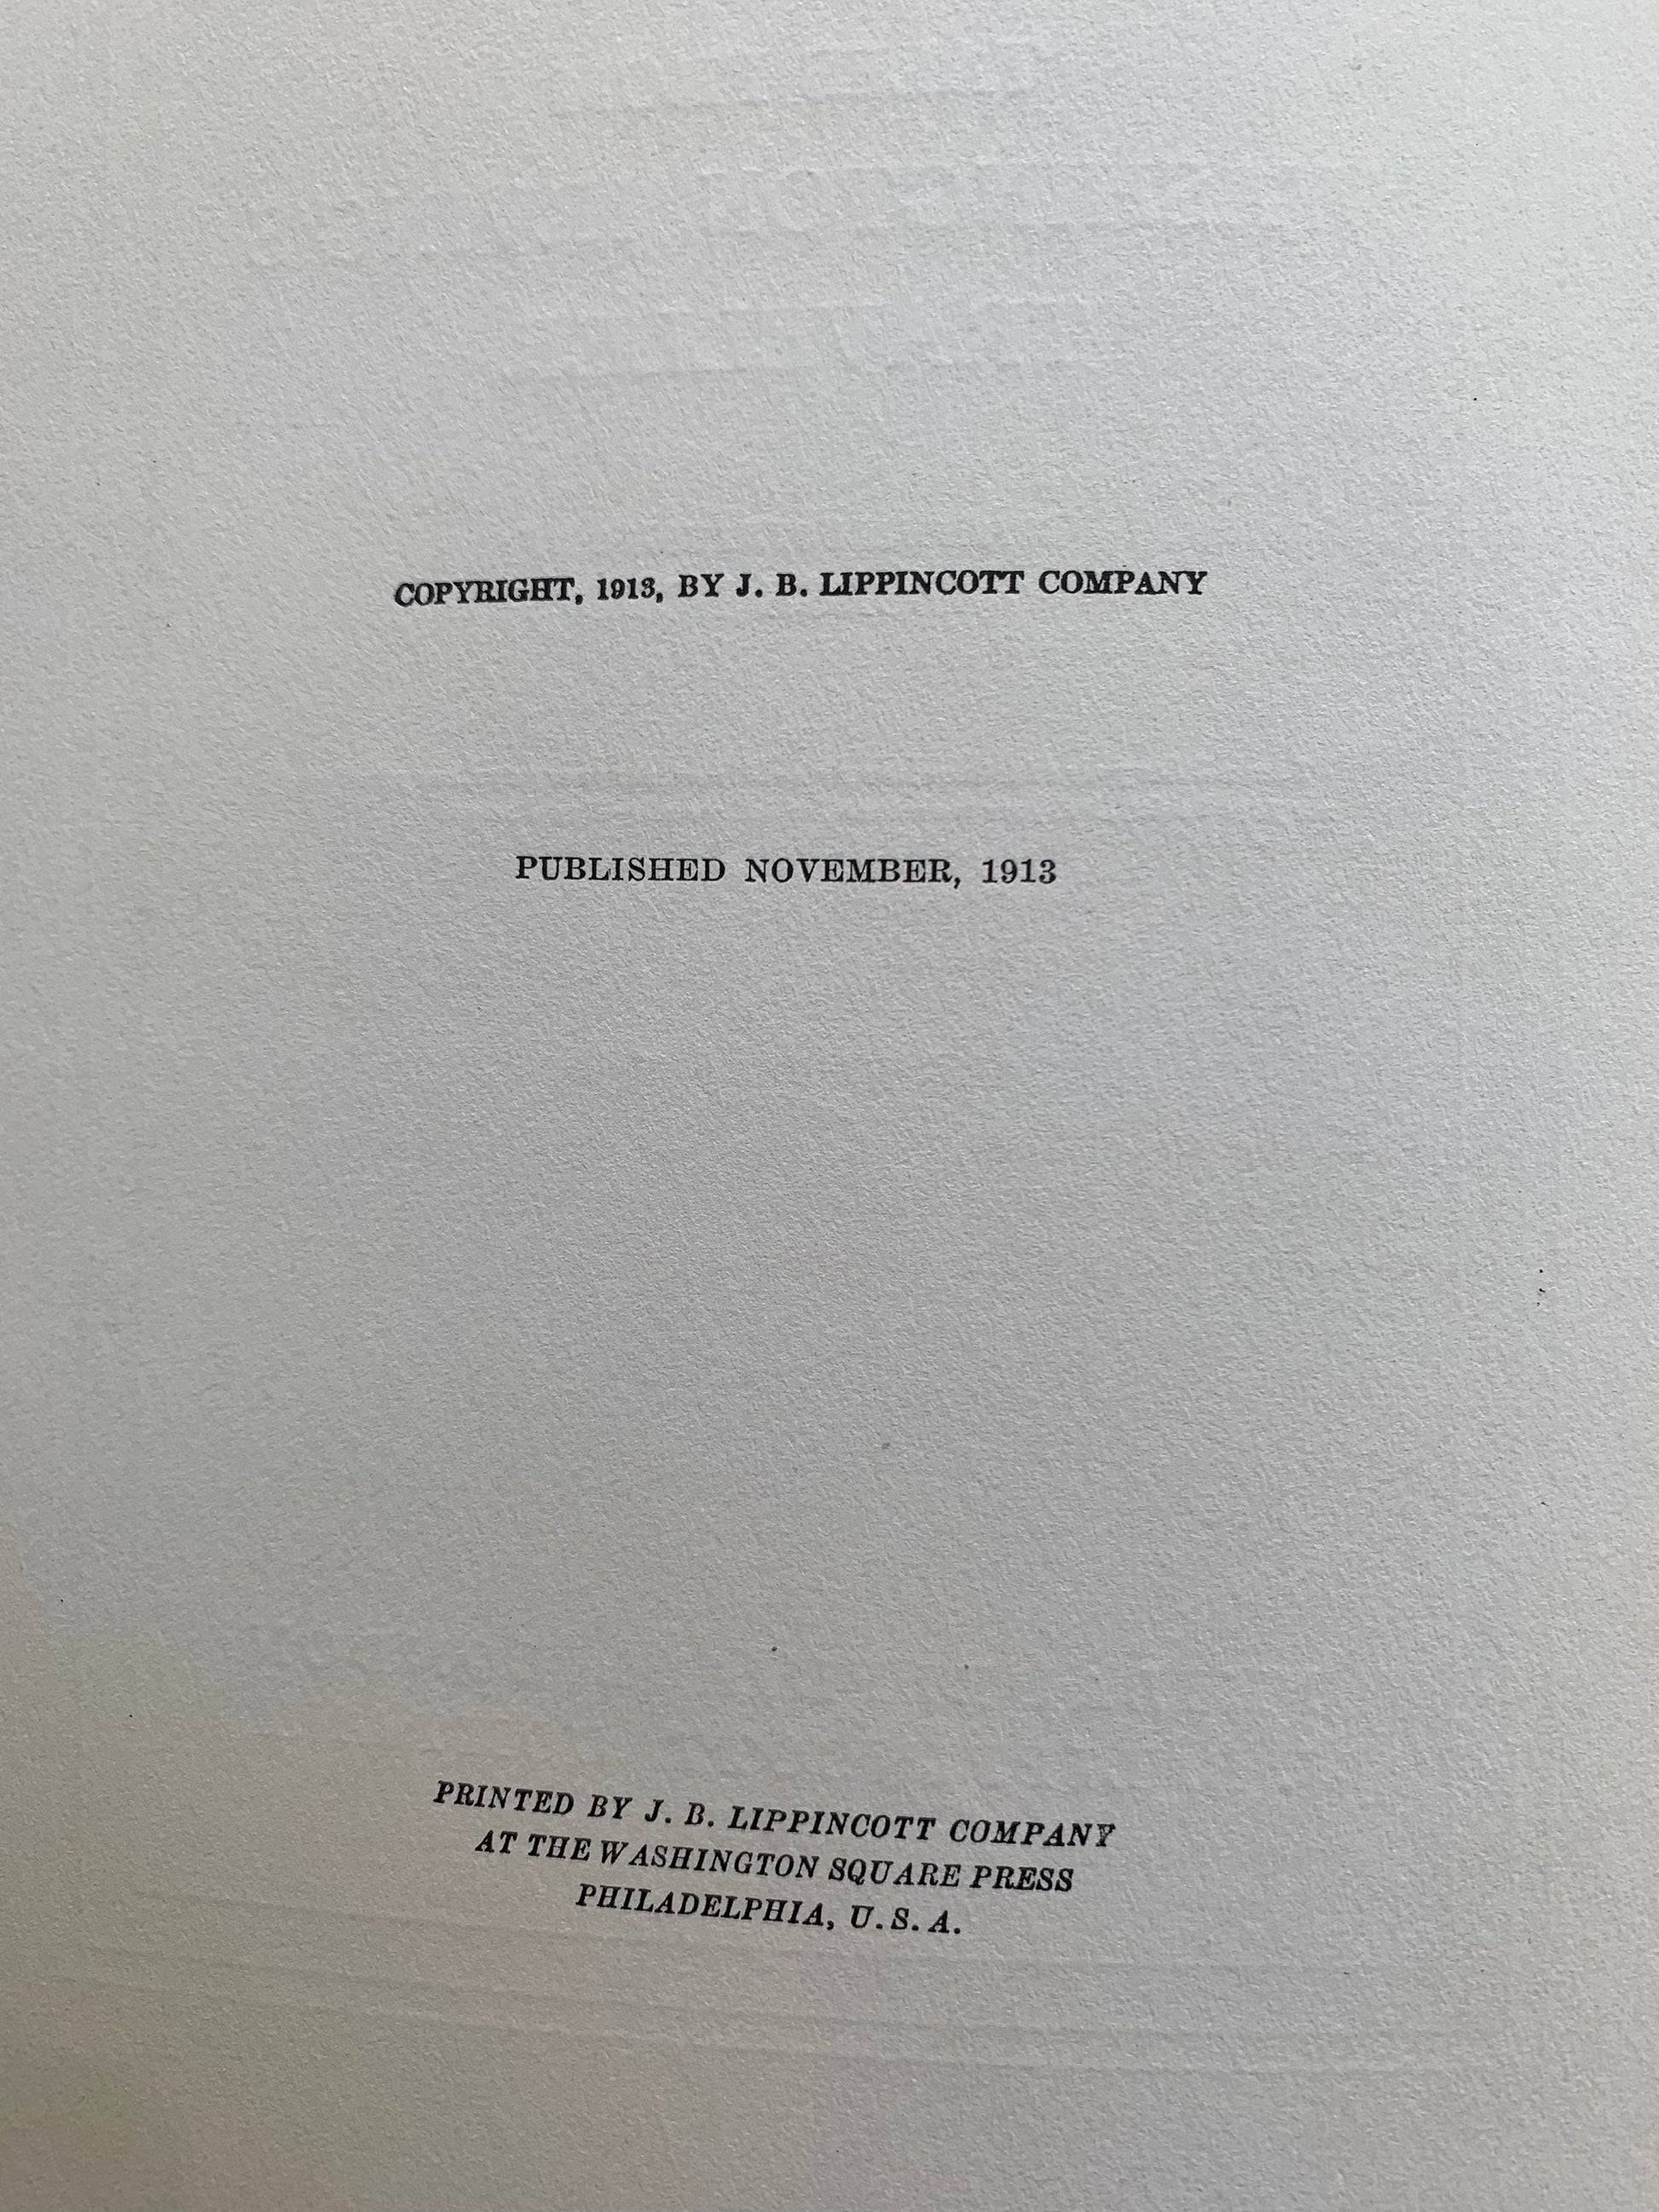 COPYRIGHT, 1913, BY J. B. LIPPINCOTT COMPANY
PUBLISHED NOVEMBER, 1913
PRINTED BY J. B. LIPPINCOTT COMPANY
AT THE WASHINGTON SQUARE PRESS
PHILADELPHIA, U. S. A.